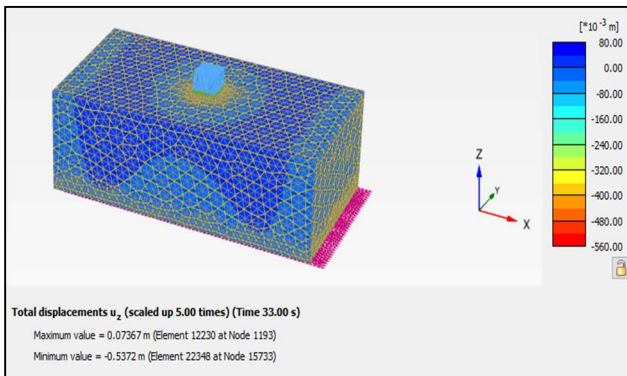 [*10⁻³ m]
80.00
0.00
-80.00
-160.00
-240.00
-320.00
-400.00
-480.00
-560.00
Z
Y
X
Total displacements u_z (scaled up 5.00 times) (Time 33.00 s)
Maximum value = 0.07367 m (Element 12230 at Node 1193)
Minimum value = -0.5372 m (Element 22348 at Node 15733)